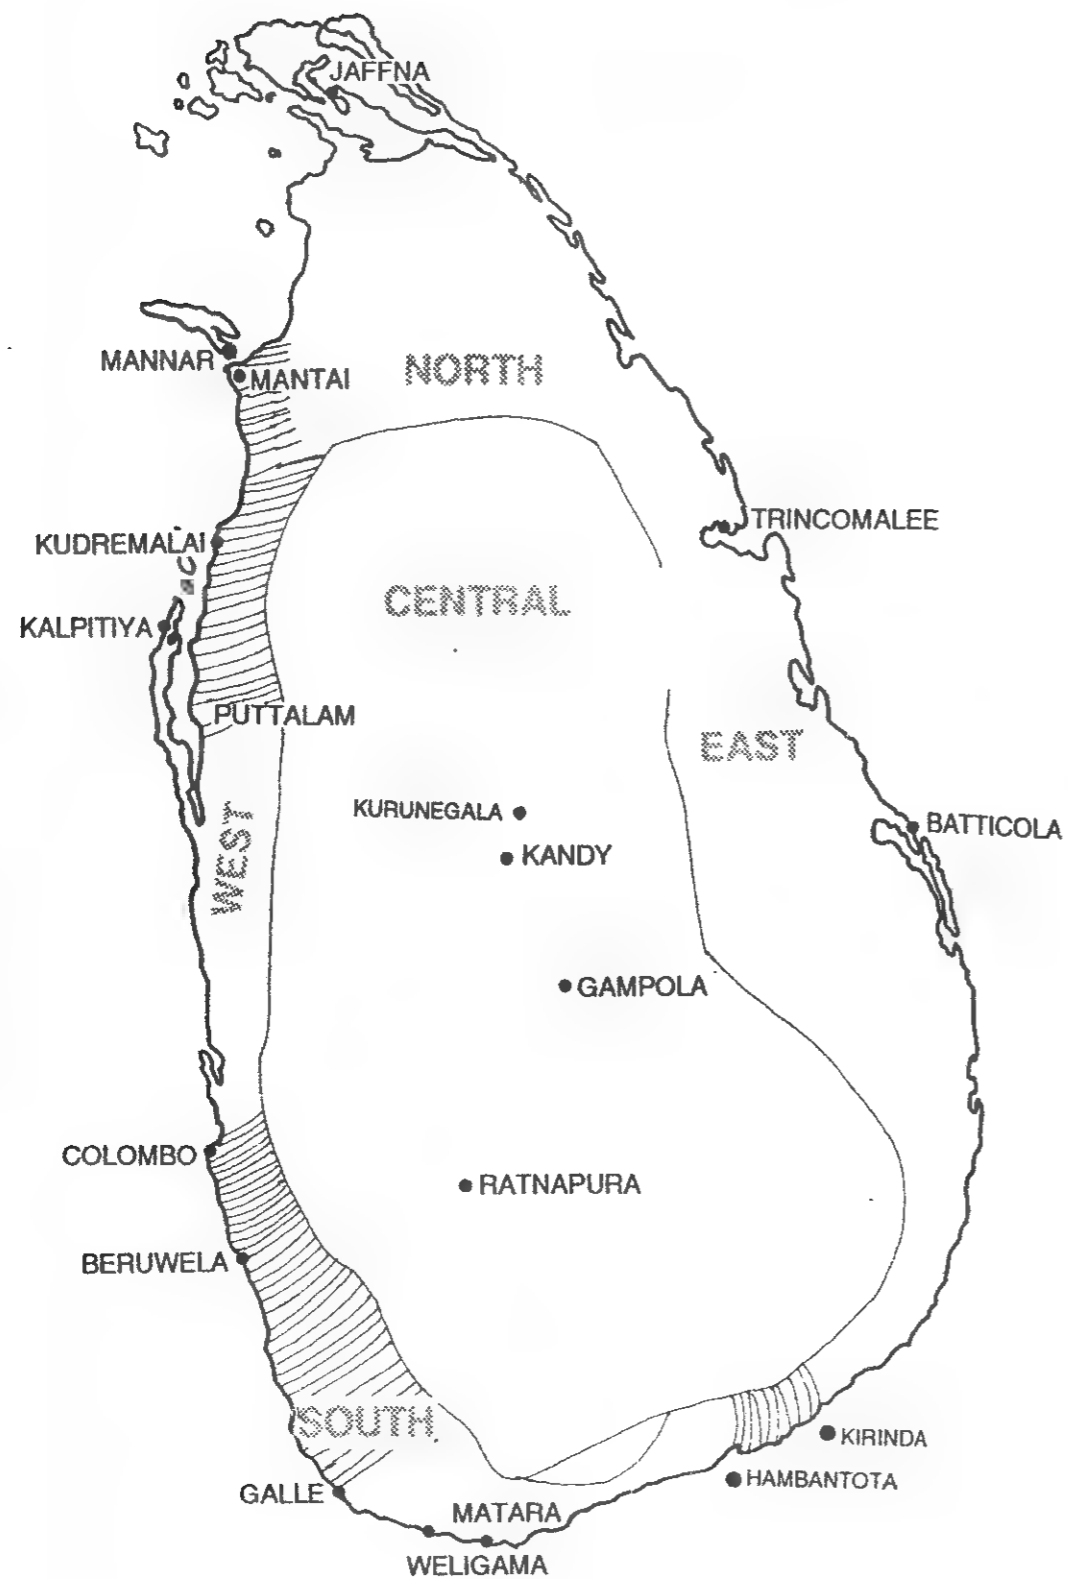 JAFFNA
MANNAR
MANTAI
NORTH
TRINCOMALEE
KUDREMALAI
CENTRAL
KALPITIYA
PUTTALAM
EAST
KURUNEGALA
BATTICOLA
WEST
KANDY
GAMPOLA
COLOMBO
RATNAPURA
BERUWELA
SOUTH
KIRINDA
HAMBANTOTA
GALLE
MATARA
WELIGAMA